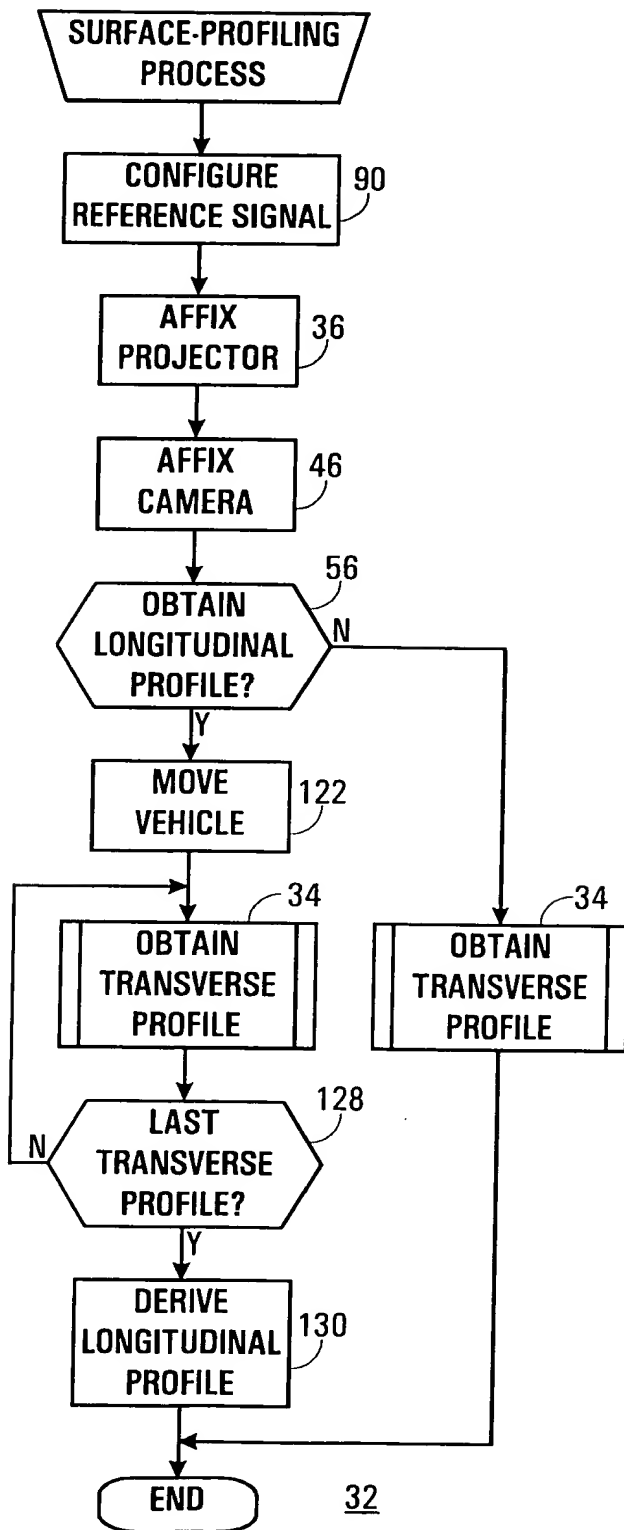 SURFACE-PROFILING
PROCESS
CONFIGURE
REFERENCE SIGNAL
90
AFFIX
PROJECTOR
36
AFFIX
CAMERA
46
56
OBTAIN
LONGITUDINAL
PROFILE?
N
Y
MOVE
VEHICLE
122
34
OBTAIN
TRANSVERSE
PROFILE
34
OBTAIN
TRANSVERSE
PROFILE
128
LAST
TRANSVERSE
PROFILE?
N
Y
DERIVE
LONGITUDINAL
PROFILE
130
END
32